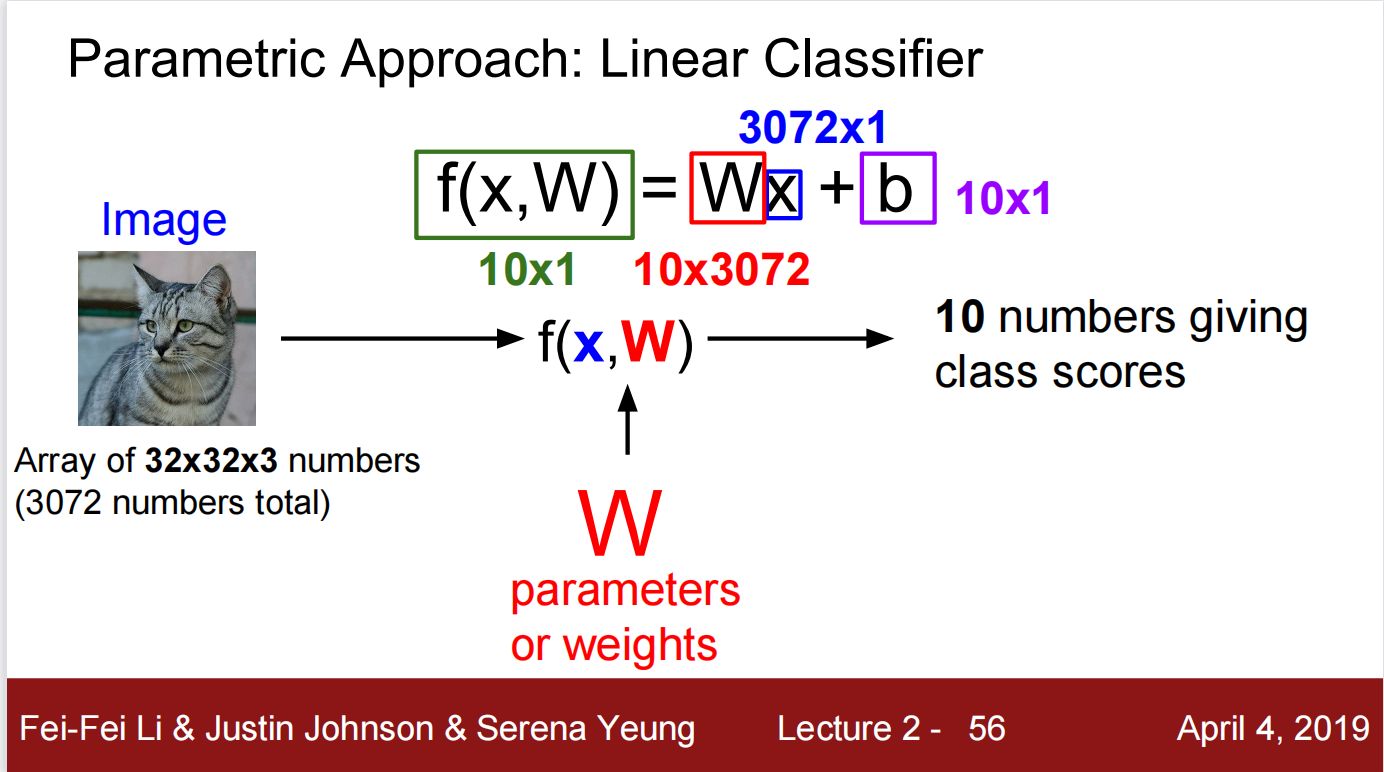 Parametric Approach: Linear Classifier
3072x1
f(x,W) = Wx + b 10x1
Image
10x1 10x3072
f(x,W)
10 numbers giving
class scores
Array of 32x32x3 numbers
(3072 numbers total)
W
parameters
or weights
Fei-Fei Li & Justin Johnson & Serena Yeung Lecture 2 - 56 April 4, 2019